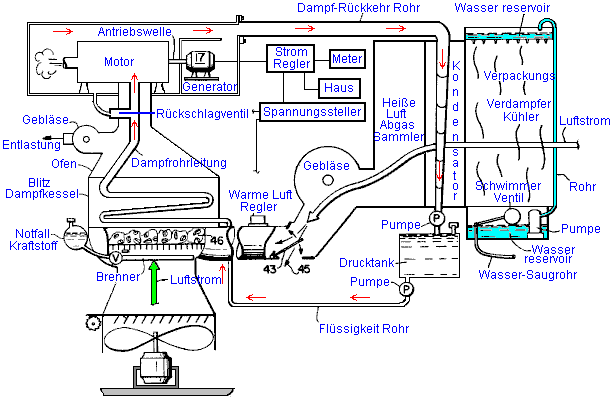 Dampf-Rückkehr Rohr
Wasser reservoir
Antriebswelle
Motor
17
Generator
Strom
Regler
Meter
Haus
Spannungssteller
Rückschlagventil
Gebläse
Entlastung
Ofen
Dampfrohrleitung
Blitz
Dampfkessel
Heiße
Luft
Abgas
Sammler
Kondensator
Verpackungs
Verdampfer
Kühler
Luftstrom
Gebläse
Warme Luft
Regler
Schwimmer
Ventil
Rohr
Notfall
Kraftstoff
V
46
43
45
Brenner
Luftstrom
Pumpe
P
Drucktank
Pumpe
P
Pumpe
Wasser
reservoir
Wasser-Saugrohr
Flüssigkeit Rohr